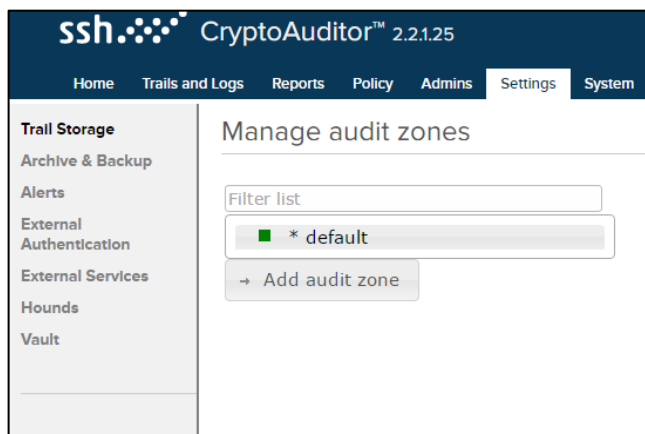 ssh. CryptoAuditor™ 2.2.1.25
Home Trails and Logs Reports Policy Admins Settings System
Trail Storage
Archive & Backup
Alerts
External
Authentication
External Services
Hounds
Vault
Manage audit zones
Filter list
* default
→ Add audit zone